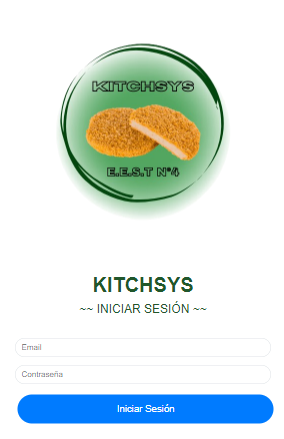 KITCHSYS
E.E.S.T N°4
KITCHSYS
~~ INICIAR SESIÓN ~~
Email
Contraseña
Iniciar Sesión